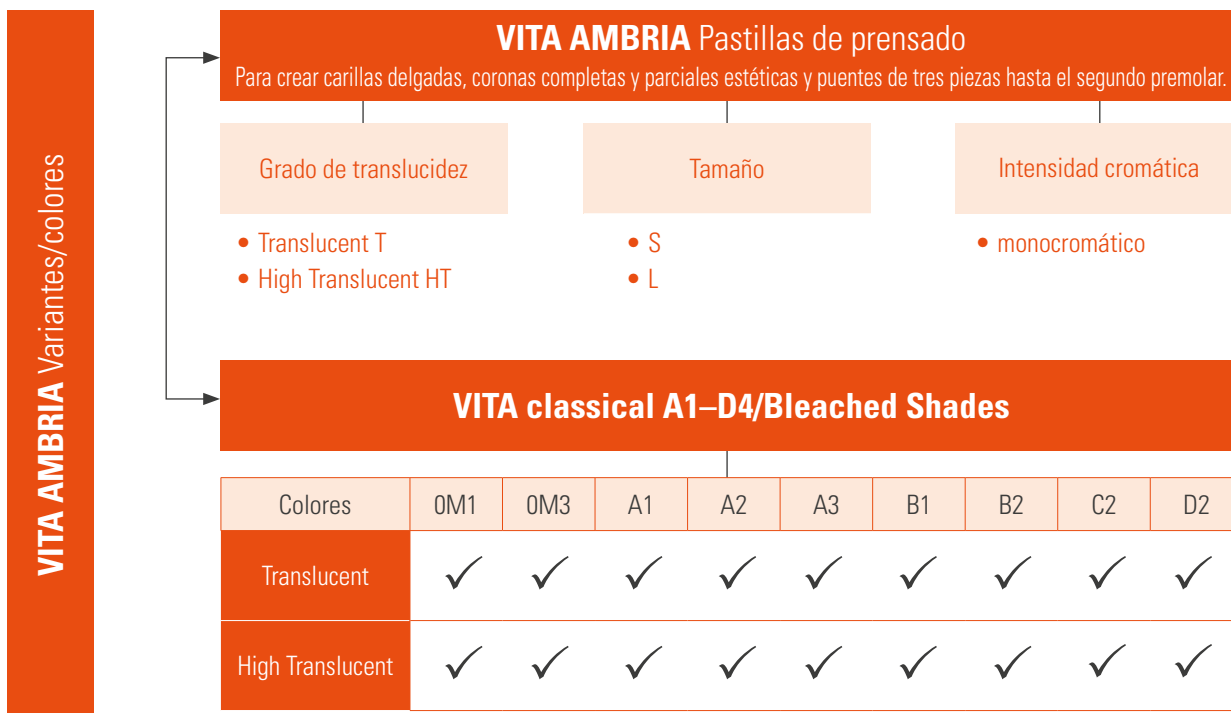 VITA AMBRIA Variantes/colores
VITA AMBRIA Pastillas de prensado
Para crear carillas delgadas, coronas completas y parciales estéticas y puentes de tres piezas hasta el segundo premolar.
Grado de translucidez
• Translucent T
• High Translucent HT
Tamaño
• S
• L
Intensidad cromática
• monocromático
VITA classical A1–D4/Bleached Shades
Colores 0M1 0M3 A1 A2 A3 B1 B2 C2 D2
Translucent ✓ ✓ ✓ ✓ ✓ ✓ ✓ ✓ ✓
High Translucent ✓ ✓ ✓ ✓ ✓ ✓ ✓ ✓ ✓